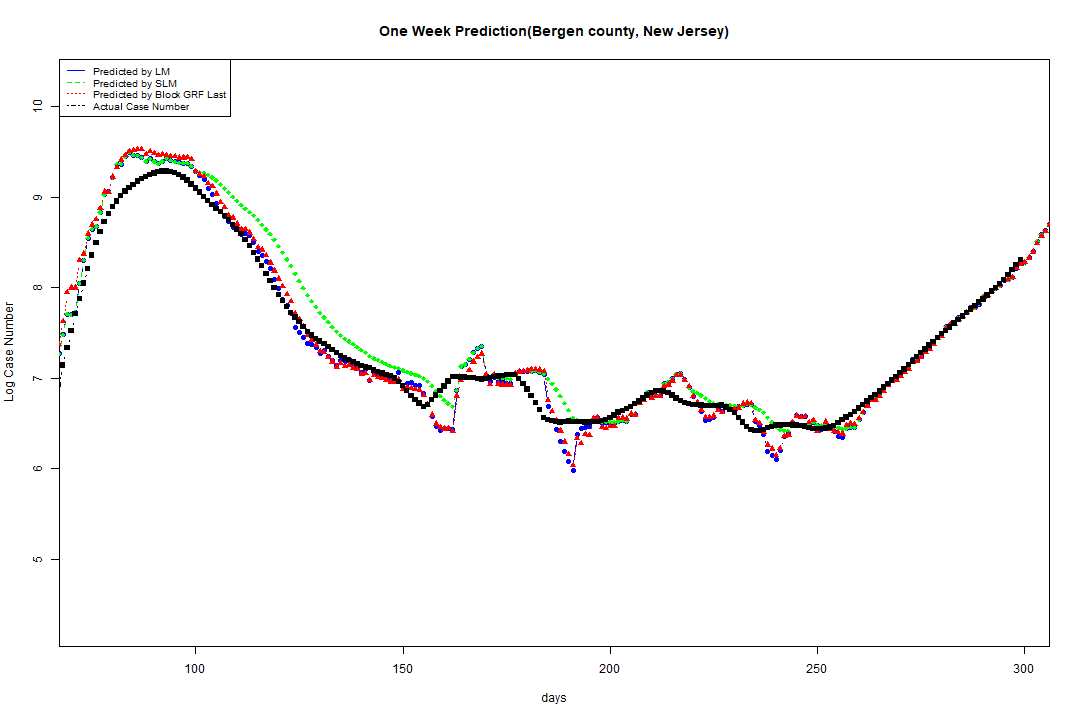 One Week Prediction(Bergen county, New Jersey)
Predicted by LM
Predicted by SLM
Predicted by Block GRF Last
Actual Case Number
10
9
8
7
6
5
Log Case Number
100 150 200 250 300
days